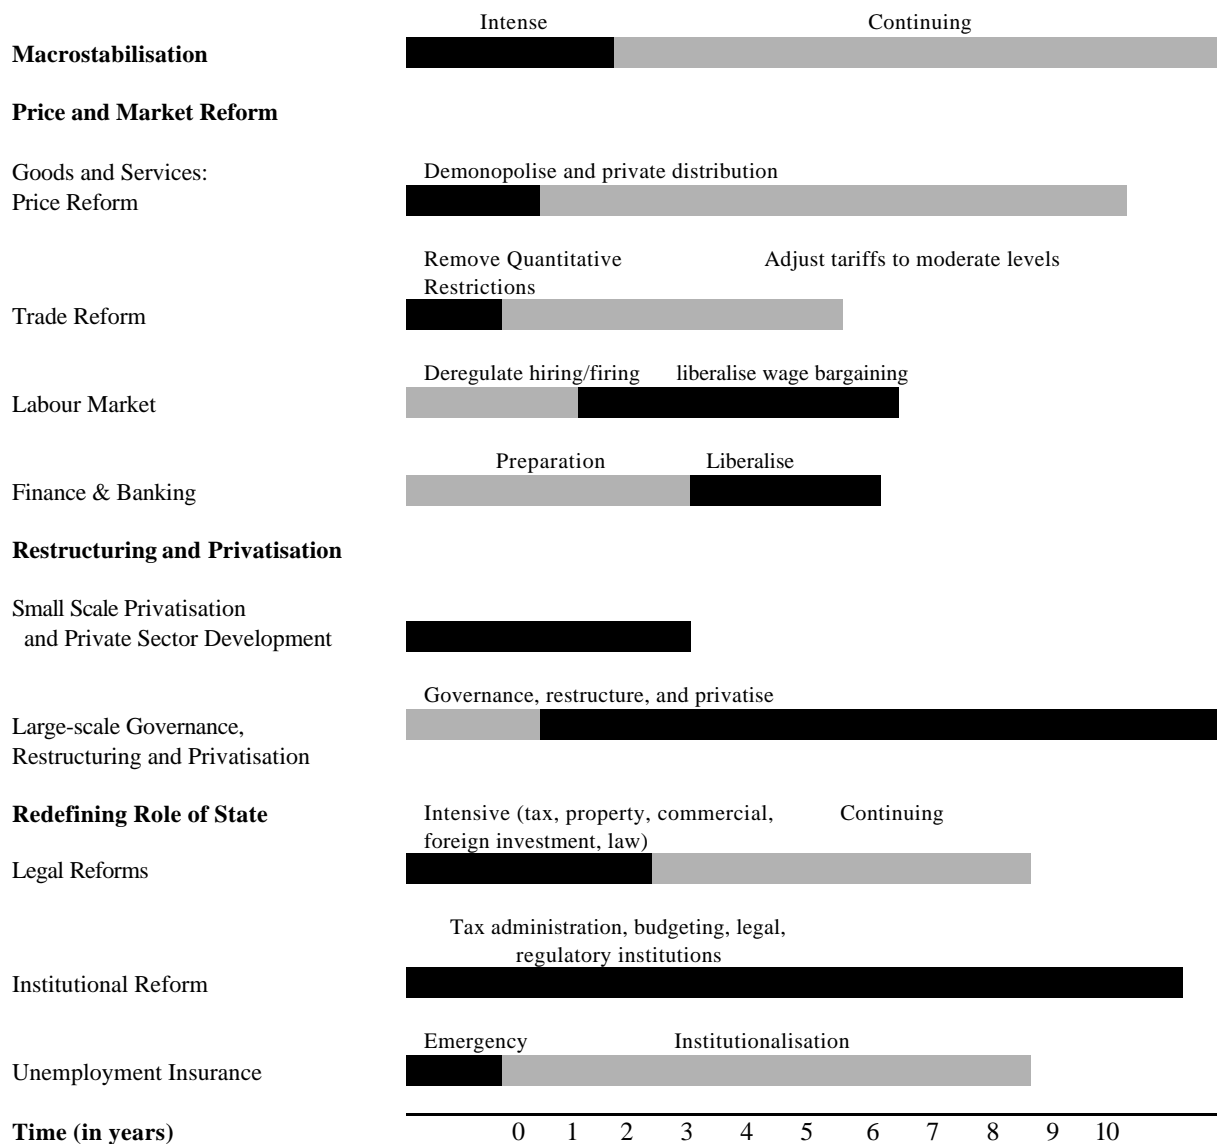 Intense Continuing
Macrostabilisation
Price and Market Reform
Goods and Services: Demonopolise and private distribution
Price Reform
Remove Quantitative Adjust tariffs to moderate levels
Restrictions
Trade Reform
Deregulate hiring/firing liberalise wage bargaining
Labour Market
Preparation Liberalise
Finance & Banking
Restructuring and Privatisation
Small Scale Privatisation
and Private Sector Development
Governance, restructure, and privatise
Large-scale Governance,
Restructuring and Privatisation
Redefining Role of State Intensive (tax, property, commercial, Continuing
foreign investment, law)
Legal Reforms
Tax administration, budgeting, legal,
regulatory institutions
Institutional Reform
Emergency Institutionalisation
Unemployment Insurance
Time (in years) 0 1 2 3 4 5 6 7 8 9 10